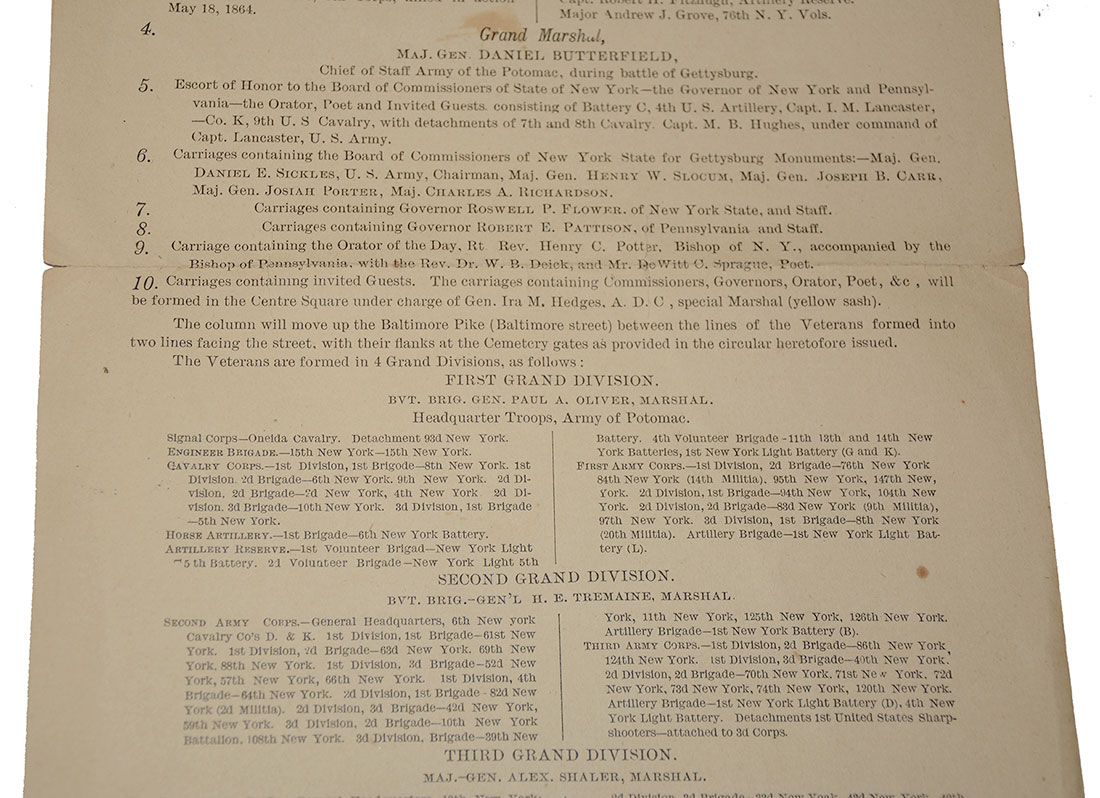 May 18, 1864.
Major Andrew J. Grove, 76th N. Y. Vols.
4.
Grand Marshal,
MAJ. GEN. DANIEL BUTTERFIELD,
Chief of Staff Army of the Potomac, during battle of Gettysburg.
5. Escort of Honor to the Board of Commissioners of State of New York—the Governor of New York and Pennsyl-
vania—the Orator, Poet and Invited Guests. consisting of Battery C, 4th U. S. Artillery, Capt. I. M. Lancaster,
—Co. K, 9th U. S Cavalry, with detachments of 7th and 8th Cavalry. Capt. M. B. Hughes, under command of
Capt. Lancaster, U. S. Army.
6. Carriages containing the Board of Commissioners of New York State for Gettysburg Monuments:—Maj. Gen.
DANIEL E. SICKLES, U. S. Army, Chairman, Maj. Gen. HENRY W. SLOCUM, Maj. Gen. JOSEPH B. CARR,
Maj. Gen. JOSIAH PORTER, Maj. CHARLES A. RICHARDSON.
7. Carriages containing Governor ROSWELL P. FLOWER. of New York State, and Staff.
8. Carriages containing Governor ROBERT E. PATTISON, of Pennsylvania and Staff.
9. Carriage containing the Orator of the Day, Rt. Rev. Henry C. Potter, Bishop of N. Y., accompanied by the
Bishop of Pennsylvania, with the Rev. Dr. W. B. Deick, and Mr. DeWitt C. Sprague, Poet.
10. Carriages containing invited Guests. The carriages containing Commissioners, Governors, Orator, Poet, &c , will
be formed in the Centre Square under charge of Gen. Ira M. Hedges, A. D. C , special Marshal (yellow sash).
The column will move up the Baltimore Pike (Baltimore street) between the lines of the Veterans formed into
two lines facing the street, with their flanks at the Cemetery gates as provided in the circular heretofore issued.
The Veterans are formed in 4 Grand Divisions, as follows :
FIRST GRAND DIVISION.
BVT. BRIG. GEN. PAUL A. OLIVER, MARSHAL.
Headquarter Troops, Army of Potomac.
Signal Corps—Oneida Cavalry. Detachment 93d New York.
ENGINEER BRIGADE.—15th New York—15th New York.
CAVALRY CORPS.—1st Division, 1st Brigade—8th New York. 1st
Division. 2d Brigade—6th New York. 9th New York. 2d Di-
vision, 2d Brigade—2d New York, 4th New York 2d Di-
vision. 3d Brigade—10th New York. 3d Division, 1st Brigade
—5th New York.
HORSE ARTILLERY.—1st Brigade—6th New York Battery.
ARTILLERY RESERVE.—1st Volunteer Brigad—New York Light
5th Battery. 2d Volunteer Brigade—New York Light 5th
Battery. 4th Volunteer Brigade-11th 13th and 14th New
York Batteries, 1st New York Light Battery (G and K).
FIRST ARMY CORPS.—1st Division, 2d Brigade—76th New York
84th New York (14th Militia), 95th New York, 147th New,
York. 2d Division, 1st Brigade—94th New York, 104th New
York. 2d Division, 2d Brigade—83d New York (9th Militia),
97th New York. 3d Division, 1st Brigade—8th New York
(20th Militia). Artillery Brigade—1st New York Light Bat-
tery (L).
SECOND GRAND DIVISION.
BVT. BRIG.-GEN'L H. E. TREMAINE, MARSHAL.
SECOND ARMY CORPS.—General Headquarters, 6th New york
Cavalry Co's D. & K. 1st Division, 1st Brigade—61st New
York. 1st Division, 2d Brigade—63d New York. 69th New
York, 88th New York. 1st Division, 3d Brigade—52d New
York, 57th New York, 66th New York. 1st Division, 4th
Brigade—64th New York. 2d Division, 1st Brigade-82d New
York (2d Militia). 2d Division, 3d Brigade—42d New York,
59th New York. 3d Division, 2d Brigade—10th New York
Battalion, 108th New York. 3d Division, Brigade—39th New
York, 11th New York, 125th New York, 126th New York.
Artillery Brigade—1st New York Battery (B).
THIRD ARMY CORPS.—1st Division, 2d Brigade—86th New York,
124th New York. 1st Division, 3d Brigade—40th New York.
2d Division, 2d Brigade—70th New York, 71st New York, 72d
New York, 73d New York, 74th New York, 120th New York.
Artillery Brigade—1st New York Light Battery (D), 4th New
York Light Battery. Detachments 1st United States Sharp-
shooters—attached to 3d Corps.
THIRD GRAND DIVISION.
MAJ.-GEN. ALEX. SHALER, MARSHAL.